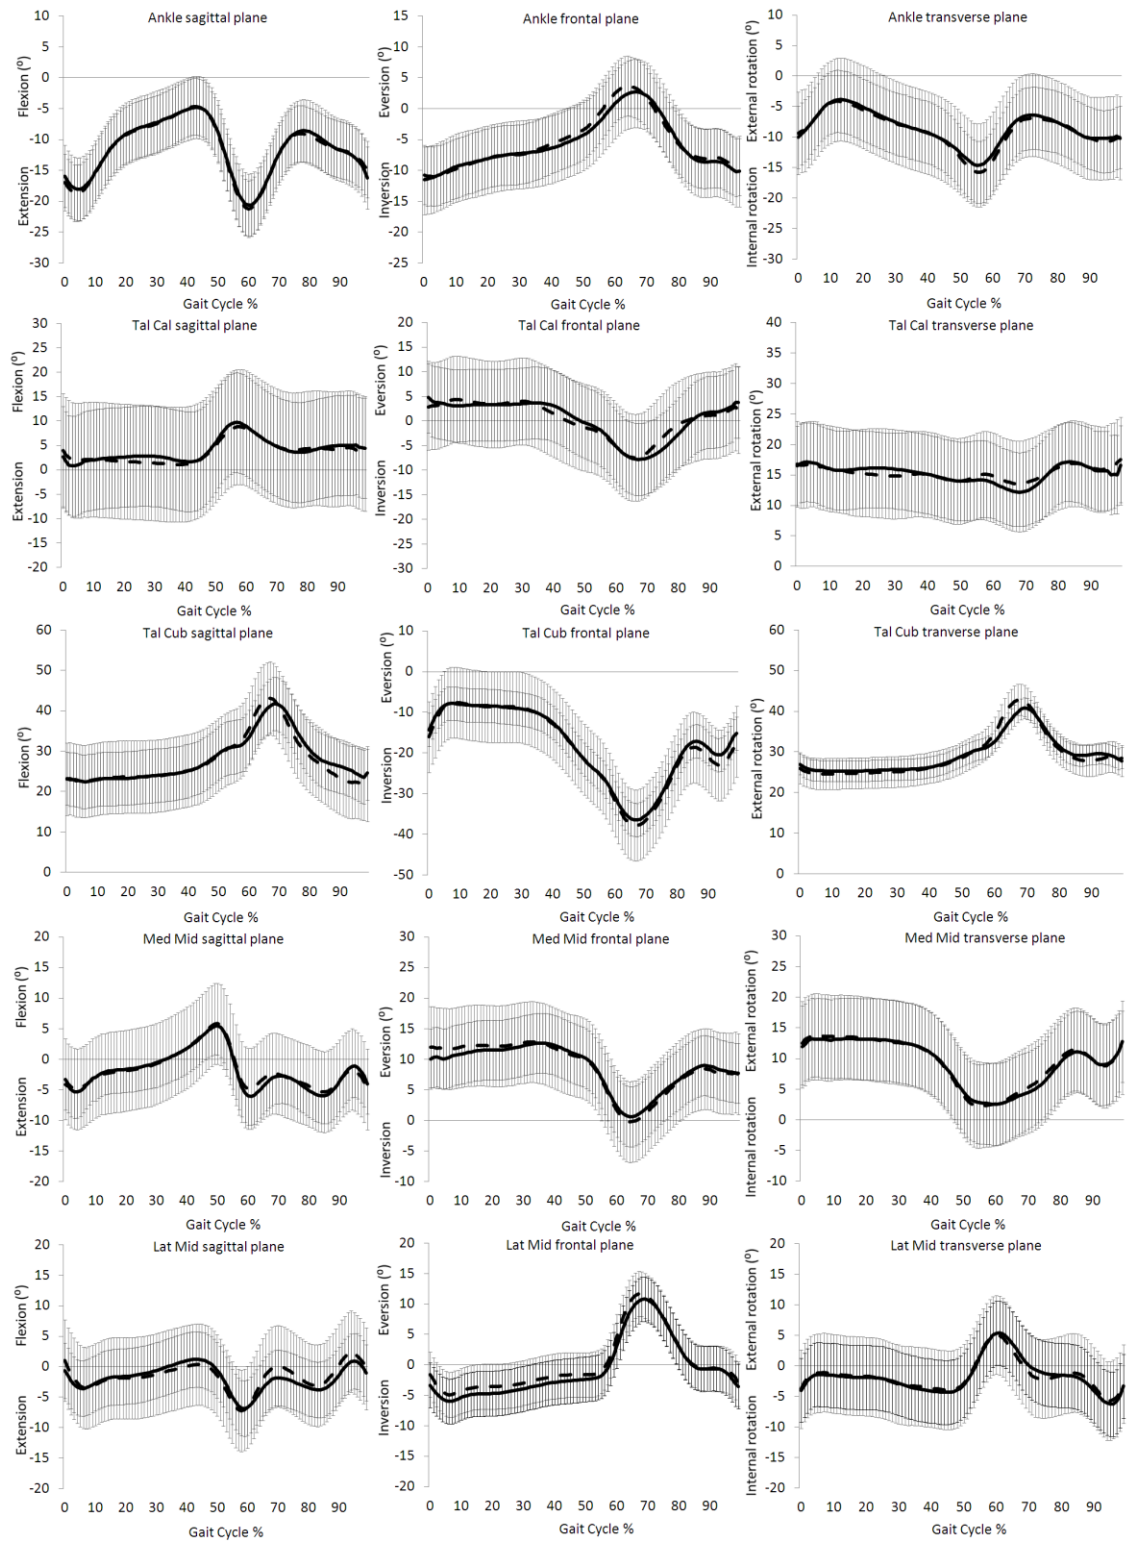 Ankle sagittal plane
Flexion (⁰)
Extension
10
5
0
-5
-10
-15
-20
-25
-30
0 10 20 30 40 50 60 70 80 90
Gait Cycle %
Ankle frontal plane
Eversion (⁰)
Inversion
15
10
5
0
-5
-10
-15
-20
25
0 10 20 30 40 50 60 70 80 90
Gait Cycle %
Ankle transverse plane
External rotation (⁰)
Internal rotation
10
5
0
-5
-10
-15
-20
-25
-30
0 10 20 30 40 50 60 70 80 90
Gait Cycle %
Tal Cal sagittal plane
Flexion (⁰)
Extension
30
25
20
15
10
5
0
5
-10
-15
-20
0 10 20 30 40 50 60 70 80 90
Gait Cycle %
Tal Cal frontal plane
Eversion (⁰)
Inversion
20
15
10
5
0
-5
-10
-15
-20
-25
-30
0 10 20 30 40 50 60 70 80 90
Gait Cycle %
Tal Cal transverse plane
External rotation (⁰)
40
35
30
25
20
15
10
5
0
0 10 20 30 40 50 60 70 80 90
Gait Cycle %
Tal Cub sagittal plane
Flexion (⁰)
60
50
40
30
20
10
0
0 10 20 30 40 50 60 70 80 90
Gait Cycle %
Tal Cub frontal plane
Eversion (⁰)
Inversion
10
0
-10
-20
-30
-40
-50
0 10 20 30 40 50 60 70 80 90
Gait Cycle %
Tal Cub tranverse plane
External rotation (⁰)
60
50
40
30
20
10
0
0 10 20 30 40 50 60 70 80 90
Gait Cycle %
Med Mid sagittal plane
Flexion (⁰)
Extension
20
15
10
5
0
-5
-10
-15
-20
0 10 20 30 40 50 60 70 80 90
Gait Cycle %
Med Mid frontal plane
Eversion (⁰)
Inversion
30
25
20
15
10
5
0
-5
-10
0 10 20 30 40 50 60 70 80 90
Gait Cycle %
Med Mid transverse plane
External rotation (⁰)
Internal rotation
30
25
20
15
10
5
0
-5
-10
0 10 20 30 40 50 60 70 80 90
Gait Cycle %
Lat Mid sagittal plane
Flexion (⁰)
Extension
20
15
10
5
0
-5
-10
-15
-20
0 10 20 30 40 50 60 70 80 90
Gait Cycle %
Lat Mid frontal plane
Eversion (⁰)
Inversion
20
15
10
5
0
-5
-10
-15
-20
0 10 20 30 40 50 60 70 80 90
Gait Cycle %
Lat Mid transverse plane
External rotation (⁰)
Internal rotation
20
15
10
5
0
-5
-10
-15
-20
0 10 20 30 40 50 60 70 80 90
Gait Cycle %